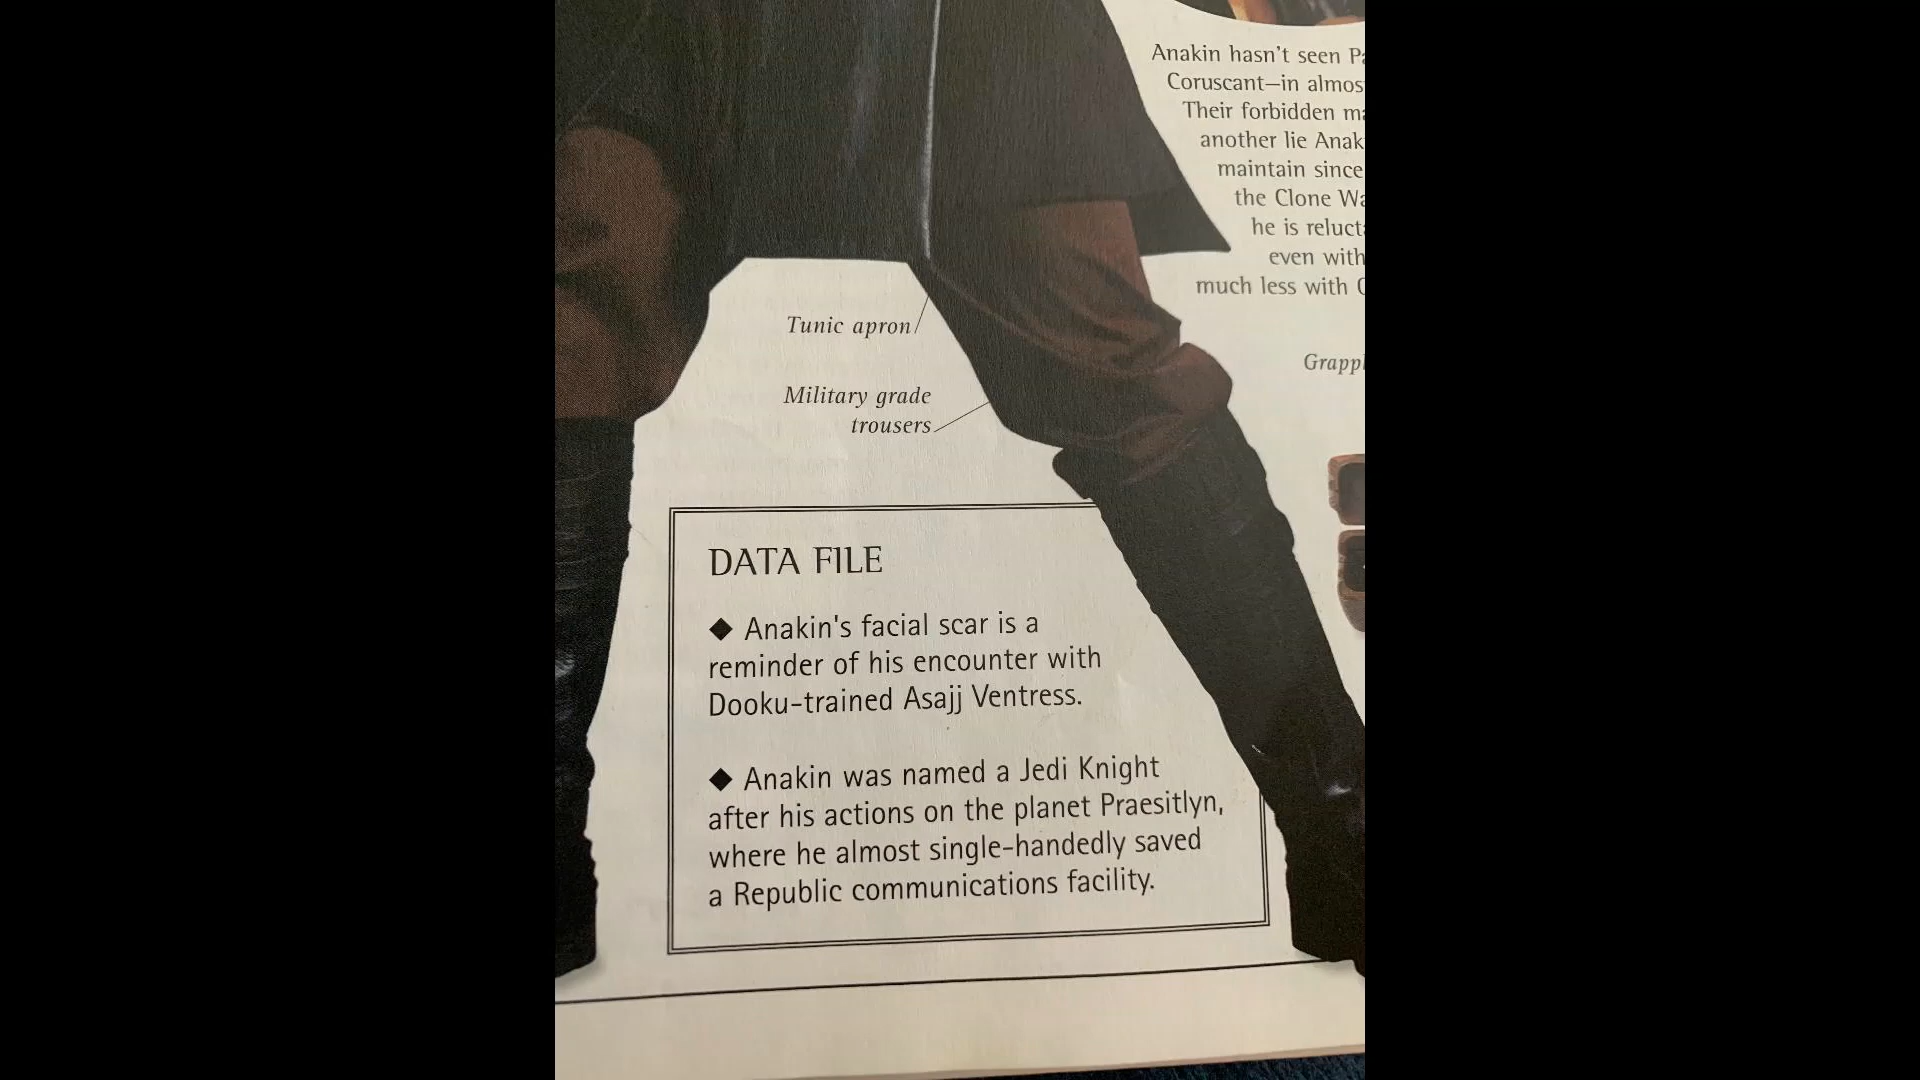 Anakin hasn't seen
Coruscant—in
Their forbidden
another lie
maintain since
the Clone
he is
even with
much less with
Tunic apron
Military grade
trousers
DATA FILE
◆ Anakin's facial scar is a
reminder of his encounter with
Dooku-trained Asajj Ventress.
◆ Anakin was named a Jedi Knight
after his actions on the planet Praesitlyn,
where he almost single-handedly saved
a Republic communications facility.